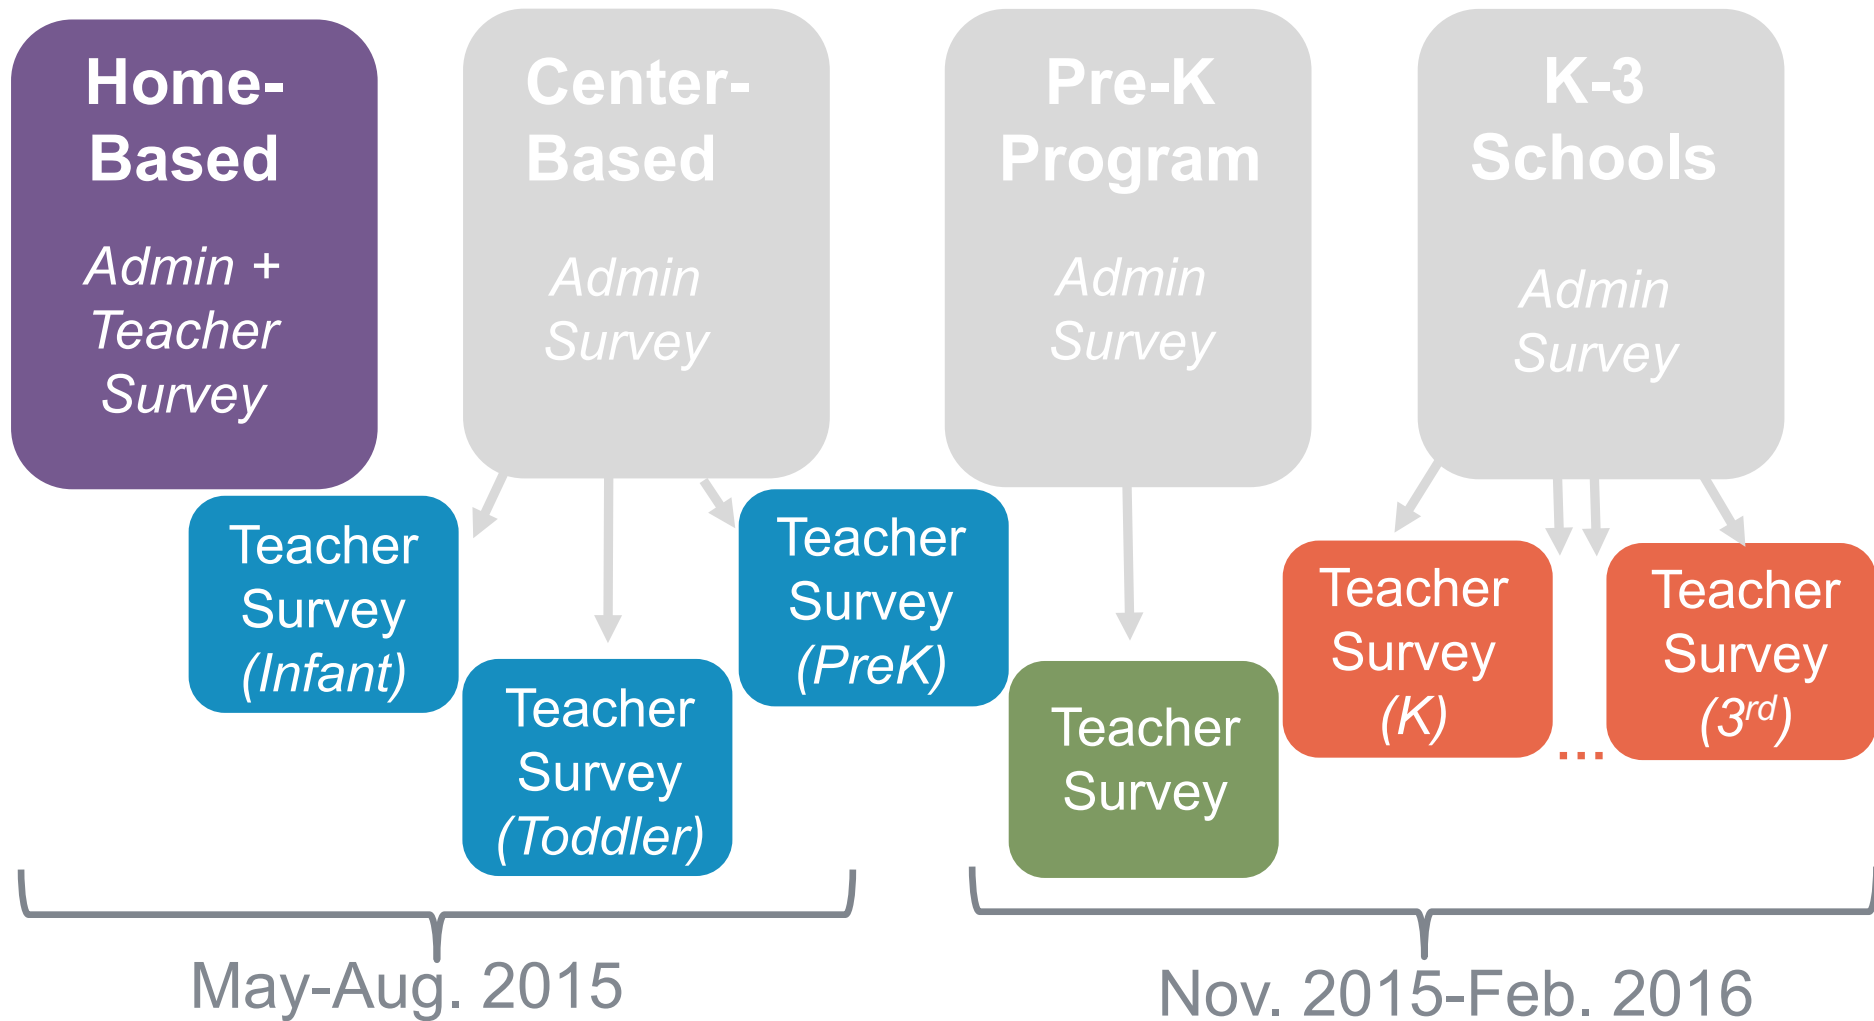 Home-
Based
Admin +
Teacher
Survey
Center-
Based
Admin
Survey
Pre-K
Program
Admin
Survey
K-3
Schools
Admin
Survey
Teacher
Survey
(Infant)
Teacher
Survey
(Toddler)
Teacher
Survey
(PreK)
Teacher
Survey
Teacher
Survey
(K)
...
Teacher
Survey
(3rd)
May-Aug. 2015
Nov. 2015-Feb. 2016